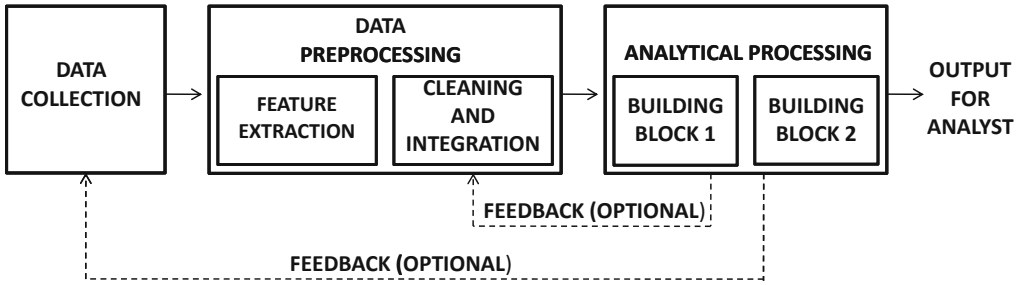 DATA
COLLECTION
DATA
PREPROCESSING
FEATURE
EXTRACTION
CLEANING
AND
INTEGRATION
ANALYTICAL PROCESSING
BUILDING
BLOCK 1
BUILDING
BLOCK 2
OUTPUT
FOR
ANALYST
FEEDBACK (OPTIONAL)
FEEDBACK (OPTIONAL)